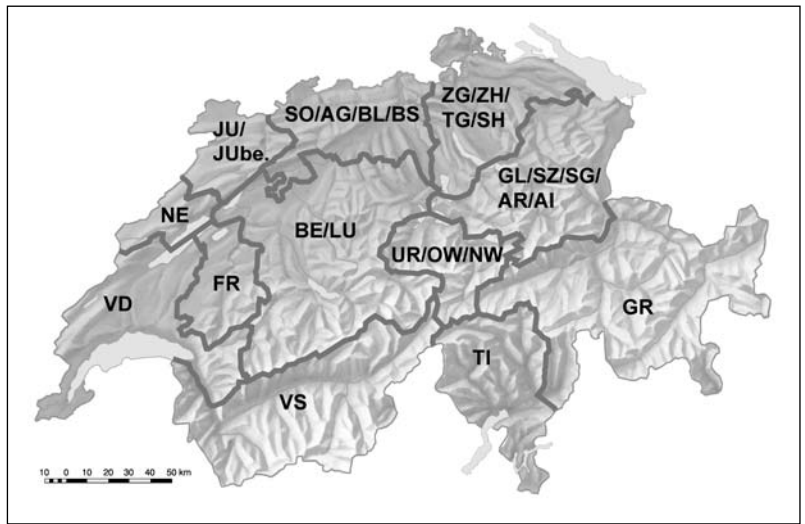 ZG/ZH/
TG/SH
SO/AG/BL/BS
JU/
JUbe.
GL/SZ/SG/
AR/AI
NE
BE/LU
UR/OW/NW
FR
VD
GR
TI
VS
10 0 10 20 30 40 50 km